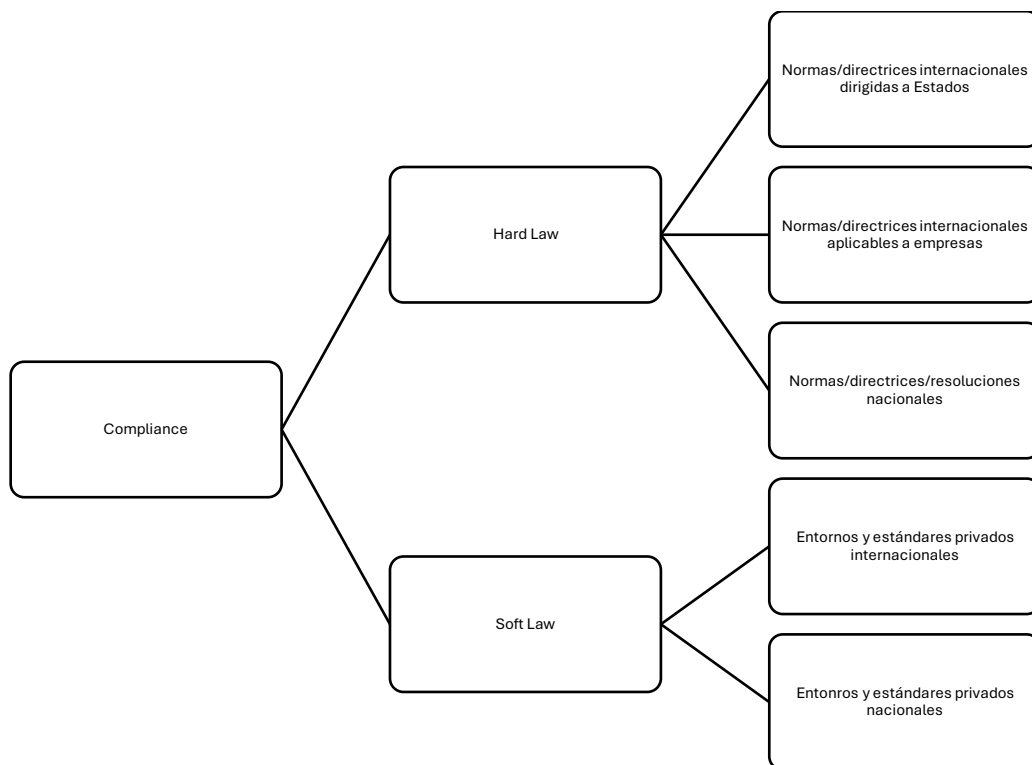 Normas/directrices internacionales
dirigidas a Estados
Normas/directrices internacionales
aplicables a empresas
Hard Law
Normas/directrices/resoluciones
nacionales
Compliance
Entornos y estándares privados
internacionales
Soft Law
Entonros y estándares privados
nacionales